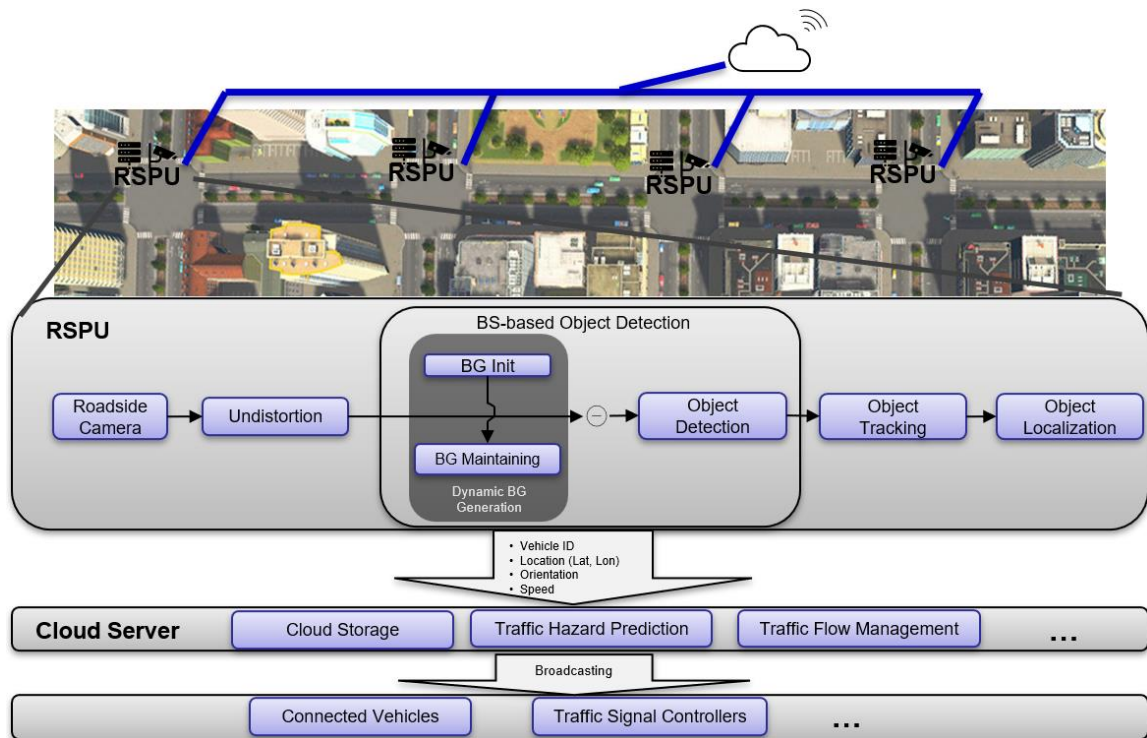 RSPU
RSPU
RSPU
RSPU
RSPU
BS-based Object Detection
BG Init
Roadside
Camera
Undistortion
−
Object
Detection
Object
Tracking
Object
Localization
BG Maintaining
Dynamic BG
Generation
• Vehicle ID
• Location (Lat, Lon)
• Orientation
• Speed
Cloud Server
Cloud Storage
Traffic Hazard Prediction
Traffic Flow Management
...
Broadcasting
Connected Vehicles
Traffic Signal Controllers
...